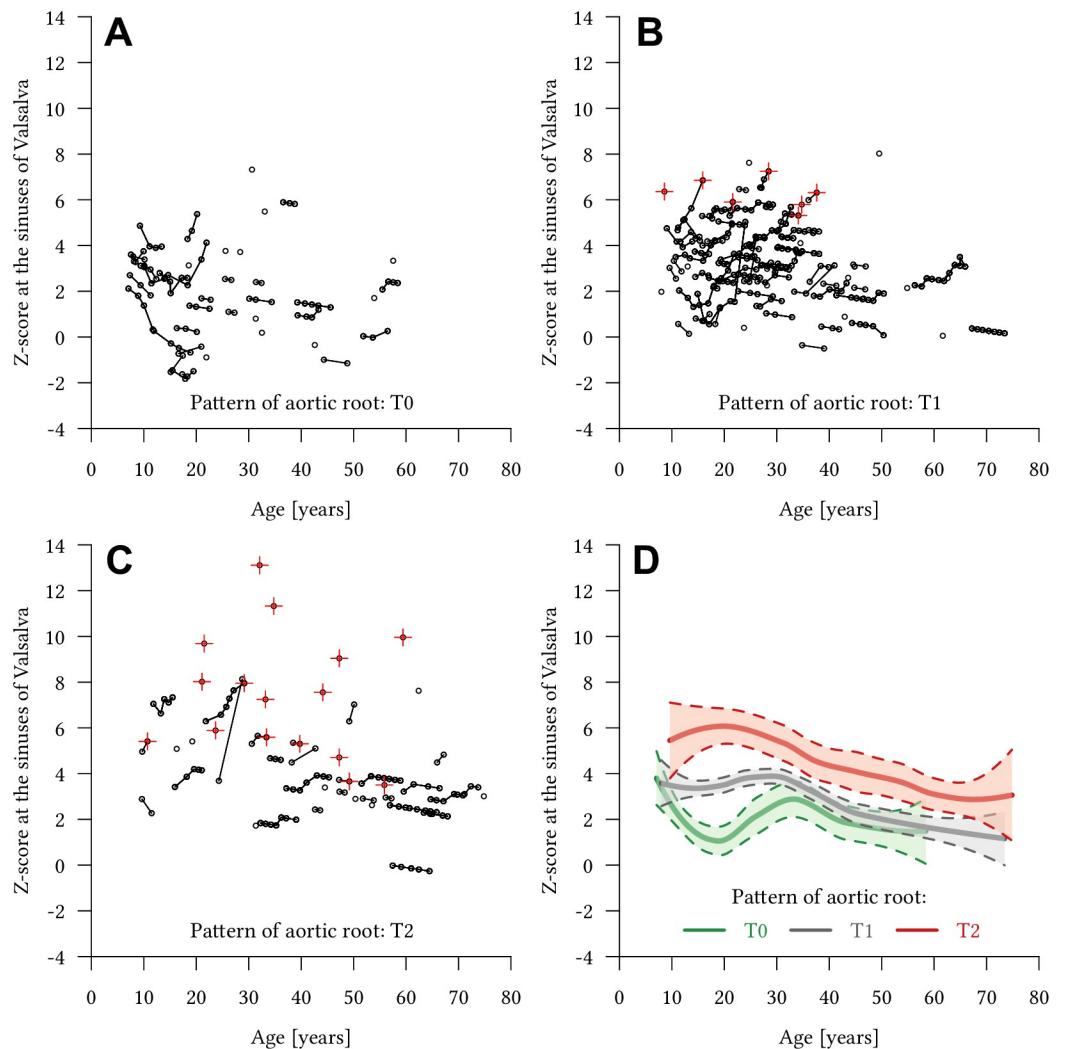 A
Z-score at the sinuses of Valsalva
14
12
10
8
6
4
2
0
-2
-4
Pattern of aortic root: T0
0 10 20 30 40 50 60 70 80
Age [years]
B
Z-score at the sinuses of Valsalva
14
12
10
8
6
4
2
0
-2
-4
Pattern of aortic root: T1
0 10 20 30 40 50 60 70 80
Age [years]
C
Z-score at the sinuses of Valsalva
14
12
10
8
6
4
2
0
-2
-4
Pattern of aortic root: T2
0 10 20 30 40 50 60 70 80
Age [years]
D
Z-score at the sinuses of Valsalva
14
12
10
8
6
4
2
0
-2
-4
Pattern of aortic root:
T0 T1 T2
0 10 20 30 40 50 60 70 80
Age [years]